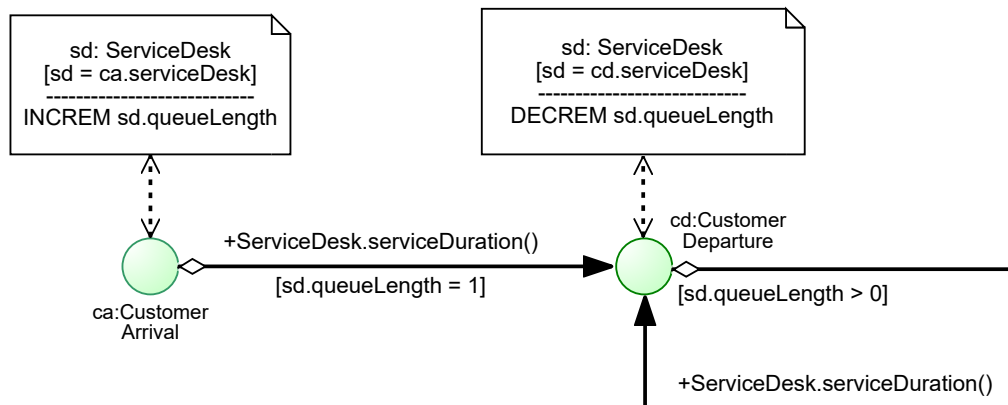 sd: ServiceDesk
[sd = ca.serviceDesk]
----------------------------
INCREM sd.queueLength
sd: ServiceDesk
[sd = cd.serviceDesk]
----------------------------
DECREM sd.queueLength
+ServiceDesk.serviceDuration()
[sd.queueLength = 1]
ca:Customer
Arrival
cd:Customer
Departure
[sd.queueLength > 0]
+ServiceDesk.serviceDuration()